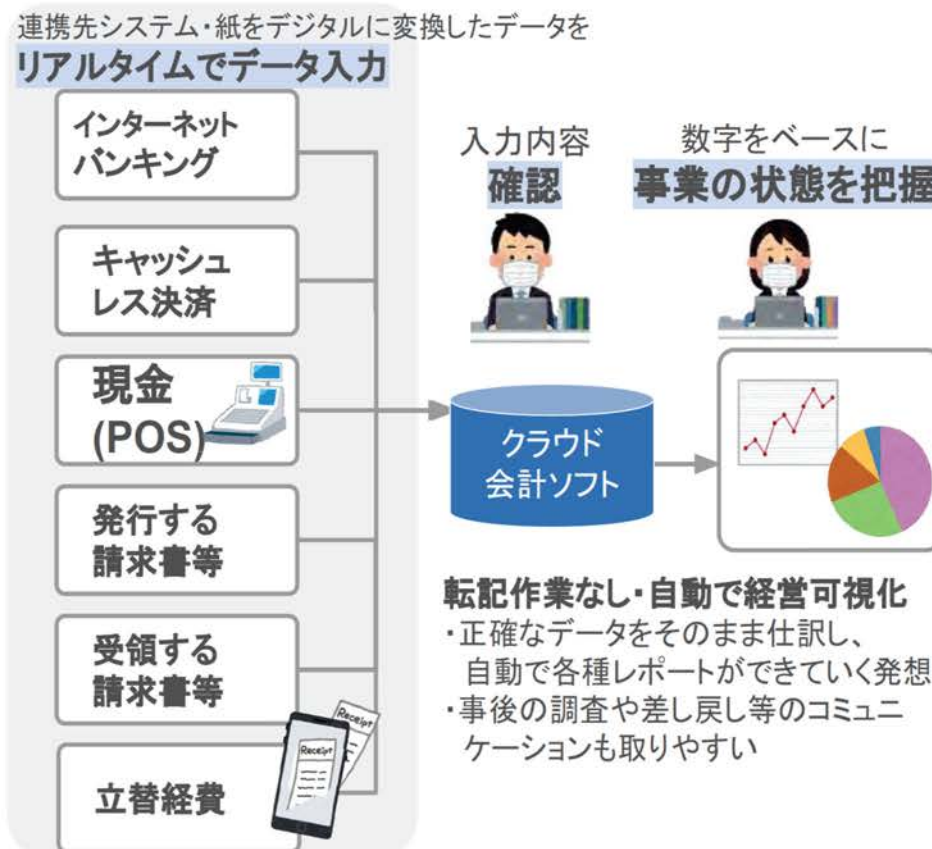 連携先システム・紙をデジタルに変換したデータを
リアルタイムでデータ入力
インターネット
バンキング
キャッシュ
レス決済
現金
(POS)
発行する
請求書等
受領する
請求書等
立替経費
Receipt
Receipt
入力内容
確認
数字をベースに
事業の状態を把握
クラウド
会計ソフト
転記作業なし・自動で経営可視化
・正確なデータをそのまま仕訳し、
自動で各種レポートができていく発想
・事後の調査や差し戻し等のコミュニ
ケーションも取りやすい